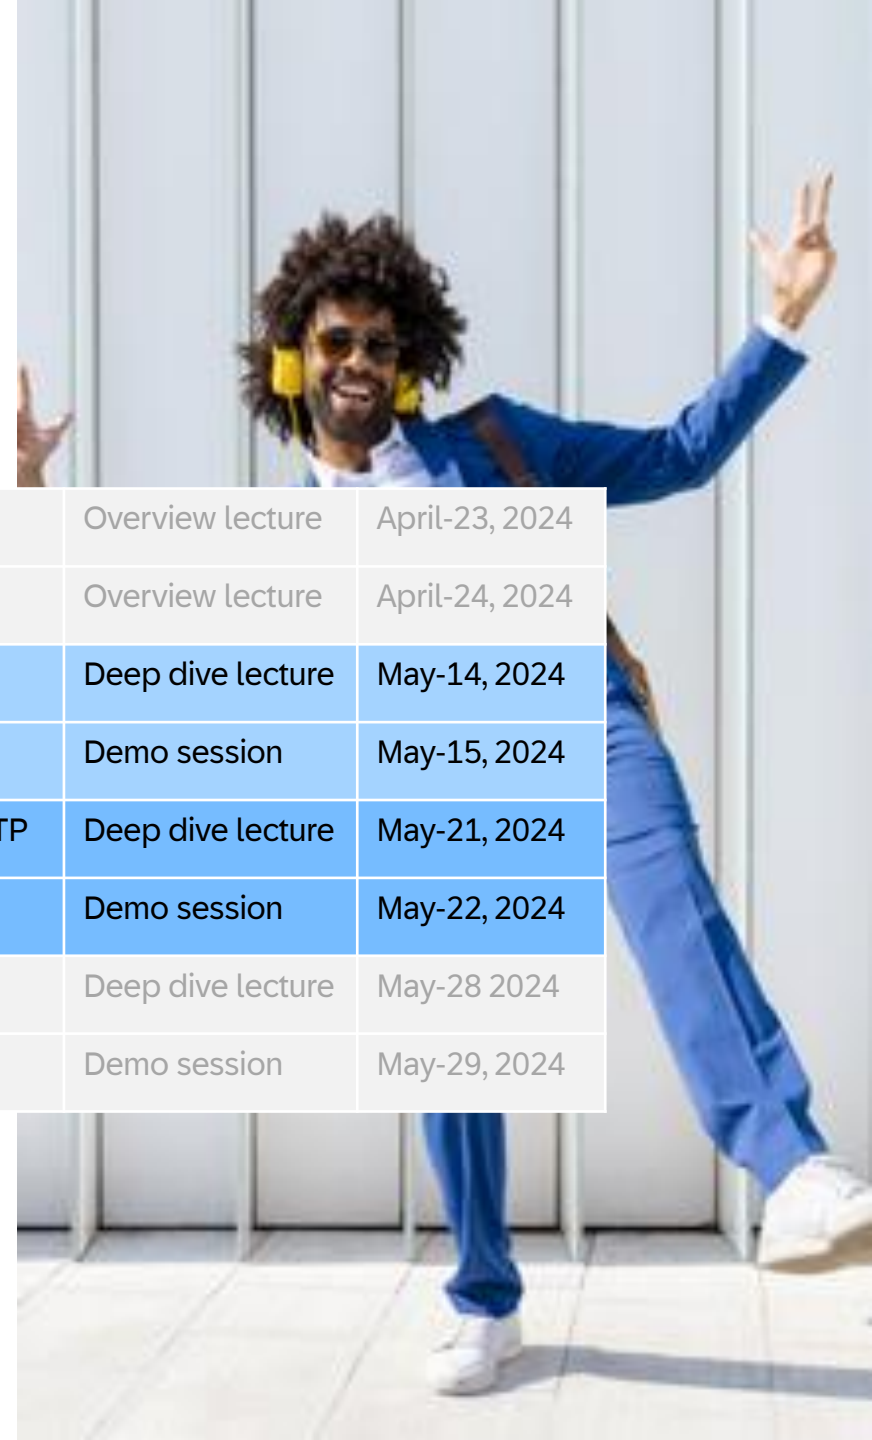 Overview lecture April-23, 2024
Overview lecture April-24, 2024
Deep dive lecture May-14, 2024
Demo session May-15, 2024
TP Deep dive lecture May-21, 2024
Demo session May-22, 2024
Deep dive lecture May-28 2024
Demo session May-29, 2024